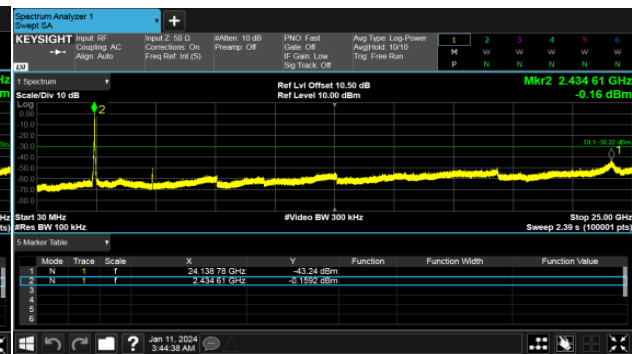 Spectrum Analyzer 1
Swept SA
+
KEYSIGHT
Input: RF
Coupling: AC
Align: Auto
Input Z: 50 Ω
Corrections: On
Freq Ref: Int (S)
#Atten: 10 dB
Preamp: Off
PNO: Fast
Gate: Off
IF Gain: Low
Sig Track: Off
Avg Type: Log-Power
Avg|Hold: 10/10
Trig: Free Run
1 2 3 4 5 6
M W W W W W
P N N N N N
LXI
1 Spectrum
Scale/Div 10 dB
Ref Lvl Offset 10.50 dB
Ref Level 10.00 dBm
Mkr2 2.434 61 GHz
-0.16 dBm
Log
0.00
-10.0
-20.0
-30.0
-40.0
-50.0
-60.0
-70.0
-80.0
2
DL1 -30.22 dBm
1
Start 30 MHz
#Res BW 100 kHz
#Video BW 300 kHz
Stop 25.00 GHz
Sweep 2.39 s (100001 pts)
5 Marker Table
Mode Trace Scale X Y Function Function Width Function Value
1 N 1 f 24.138 78 GHz -43.24 dBm
2 N 1 f 2.434 61 GHz -0.1592 dBm
3
4
5
6
?
Jan 11, 2024
3:44:38 AM